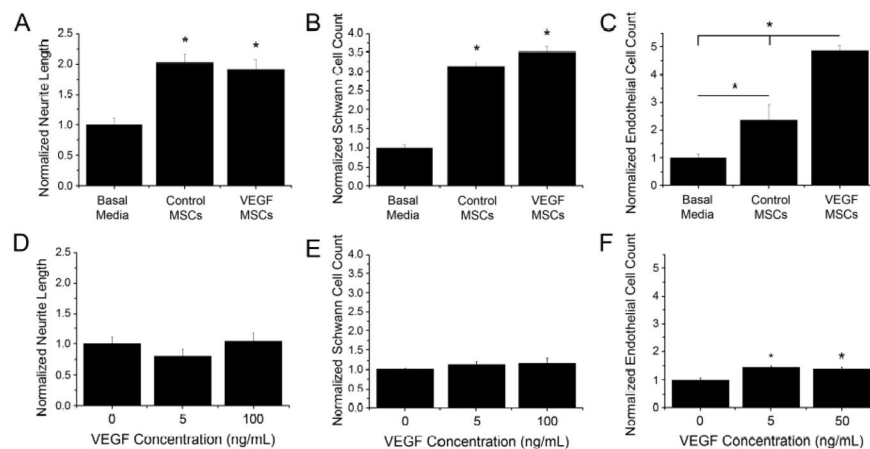 A
Normalized Neurite Length
2.5
2.0
1.5
1.0
0.5
0.0
*
*
Basal Media
Control MSCs
VEGF MSCs
B
Normalized Schwann Cell Count
4.0
3.5
3.0
2.5
2.0
1.5
1.0
0.5
0.0
*
*
Basal Media
Control MSCs
VEGF MSCs
C
Normalized Endothelial Cell Count
5
4
3
2
1
0
*
*
Basal Media
Control MSCs
VEGF MSCs
D
Normalized Neurite Length
2.5
2.0
1.5
1.0
0.5
0.0
0
5
100
VEGF Concentration (ng/mL)
E
Normalized Schwann Cell Count
4.0
3.5
3.0
2.5
2.0
1.5
1.0
0.5
0.0
0
5
100
VEGF Concentration (ng/mL)
F
Normalized Endothelial Cell Count
5
4
3
2
1
0
*
*
0
5
50
VEGF Concentration (ng/mL)